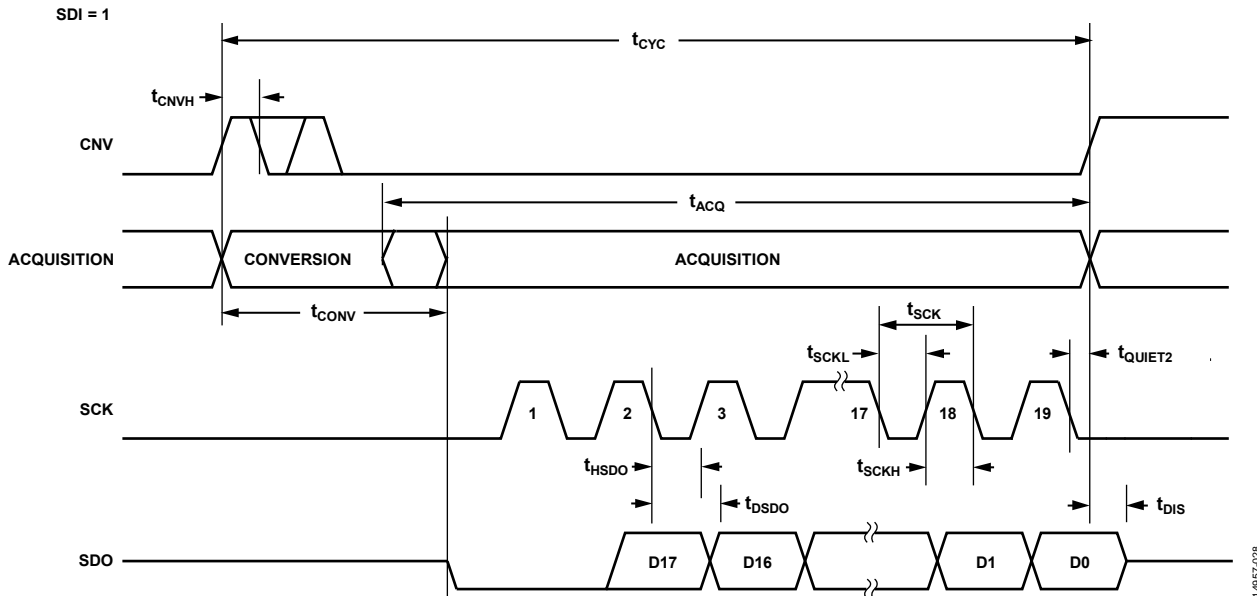 SDI = 1
tCYC
tCNVH
CNV
tACQ
ACQUISITION CONVERSION ACQUISITION
tCONV
tSCK
tSCKL tQUIET2
SCK 1 2 3 17 18 19
tHSDO tSCKH
tDSDO tDIS
SDO D17 D16 D1 D0
14957-028